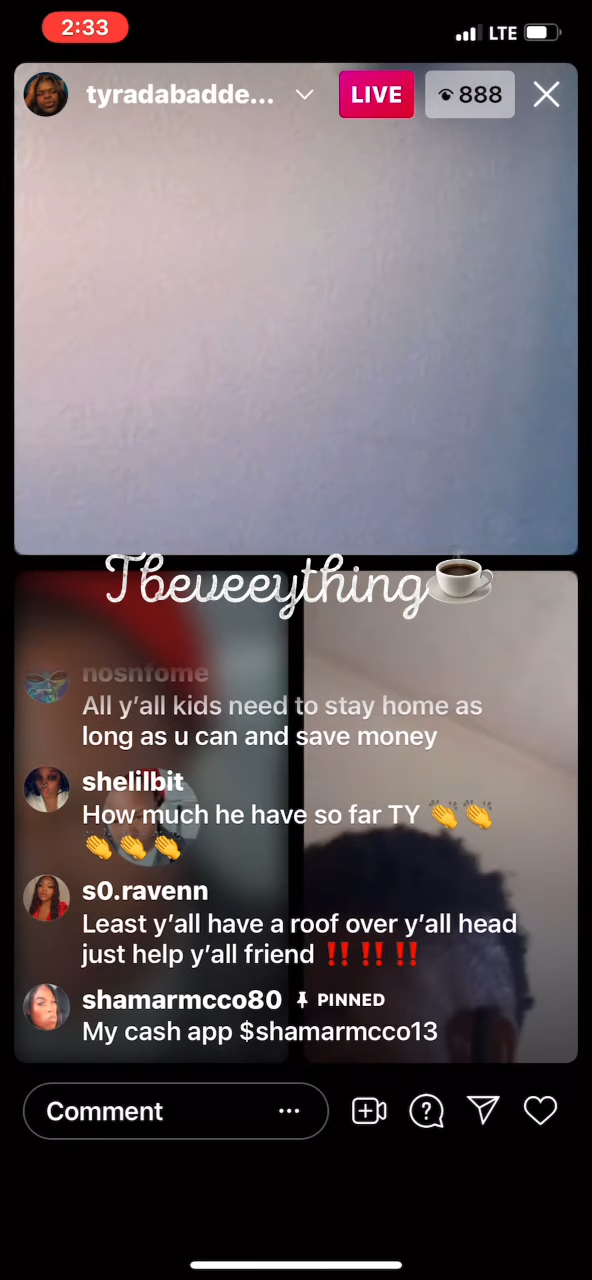 2:33
LTE
tyradabadde...
LIVE
888
Tbeveeything
nosnfome
All y'all kids need to stay home as
long as u can and save money
shelilbit
How much he have so far TY 👏👏
👏👏👏
s0.ravenn
Least y'all have a roof over y'all head
just help y'all friend ‼️‼️‼️
shamarmcco80 PINNED
My cash app $shamarmcco13
Comment ...